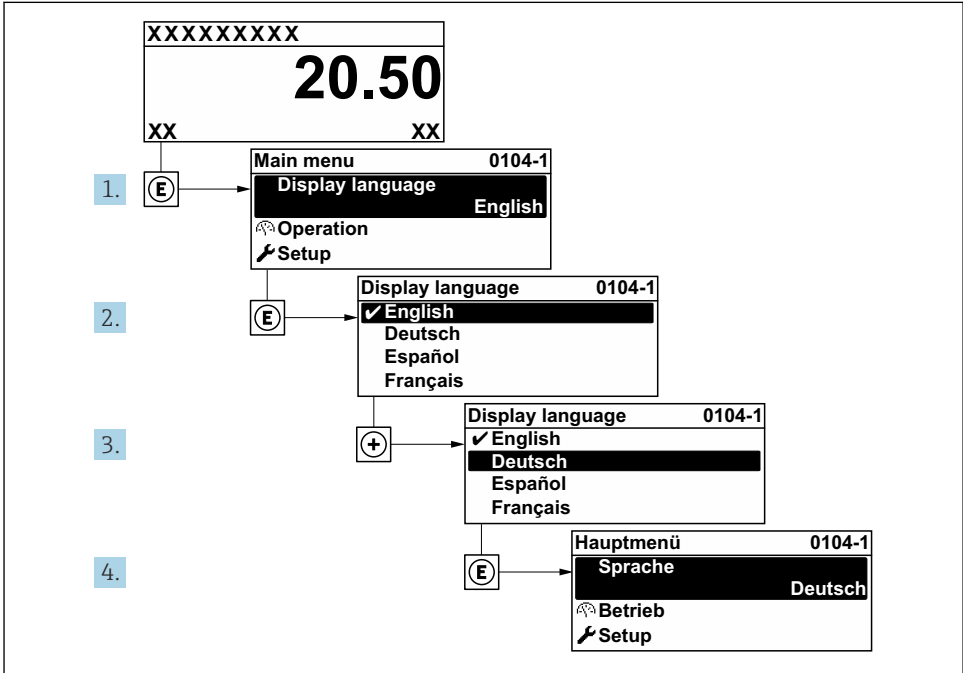 XXXXXXXXX
20.50
XX XX
1. E
Main menu 0104-1
Display language
English
Operation
Setup
2. E
Display language 0104-1
✔ English
Deutsch
Español
Français
3. +
Display language 0104-1
✔ English
Deutsch
Español
Français
4. E
Hauptmenü 0104-1
Sprache
Deutsch
Betrieb
Setup